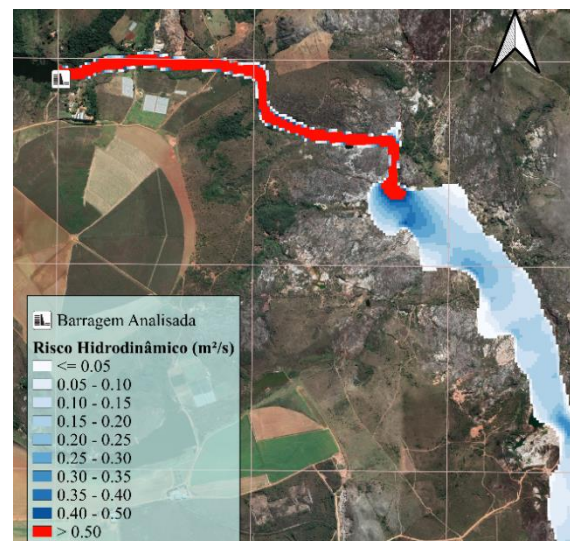 Barragem Analisada
Risco Hidrodinâmico (m²/s)
<= 0.05
0.05 - 0.10
0.10 - 0.15
0.15 - 0.20
0.20 - 0.25
0.25 - 0.30
0.30 - 0.35
0.35 - 0.40
0.40 - 0.50
> 0.50